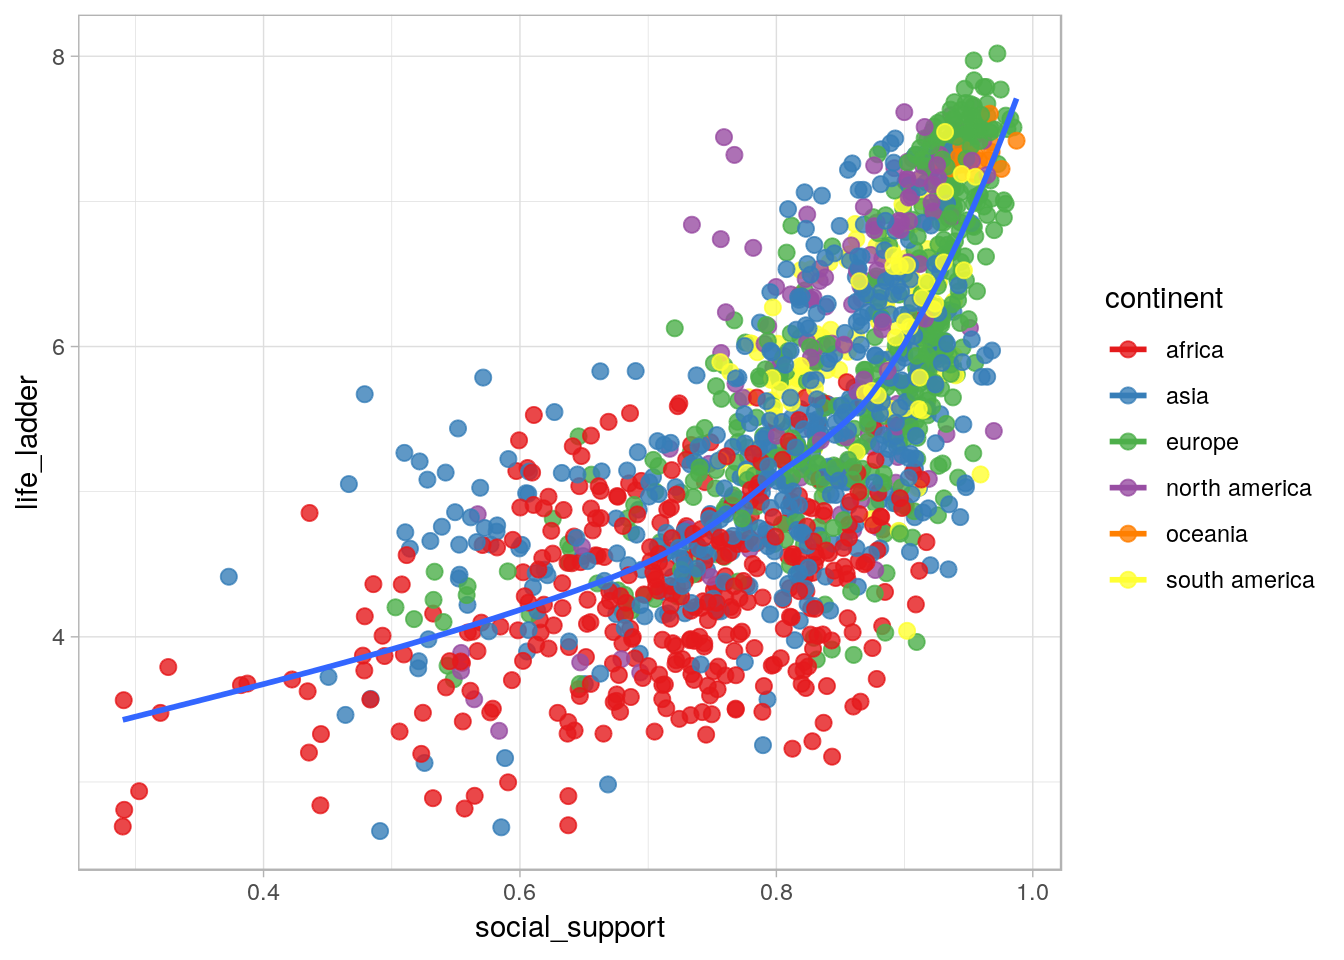 8
6
4
life_ladder
0.4 0.6 0.8 1.0
social_support
continent
africa
asia
europe
north america
oceania
south america